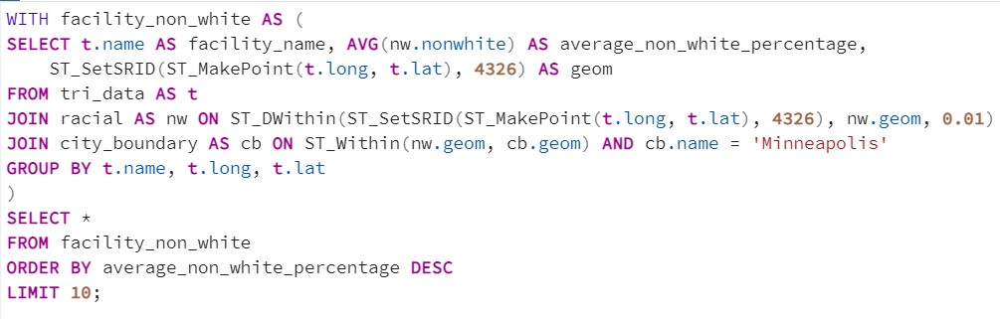 WITH facility_non_white AS (
SELECT t.name AS facility_name, AVG(nw.nonwhite) AS average_non_white_percentage,
    ST_SetSRID(ST_MakePoint(t.long, t.lat), 4326) AS geom
FROM tri_data AS t
JOIN racial AS nw ON ST_DWithin(ST_SetSRID(ST_MakePoint(t.long, t.lat), 4326), nw.geom, 0.01)
JOIN city_boundary AS cb ON ST_Within(nw.geom, cb.geom) AND cb.name = 'Minneapolis'
GROUP BY t.name, t.long, t.lat
)
SELECT *
FROM facility_non_white
ORDER BY average_non_white_percentage DESC
LIMIT 10;